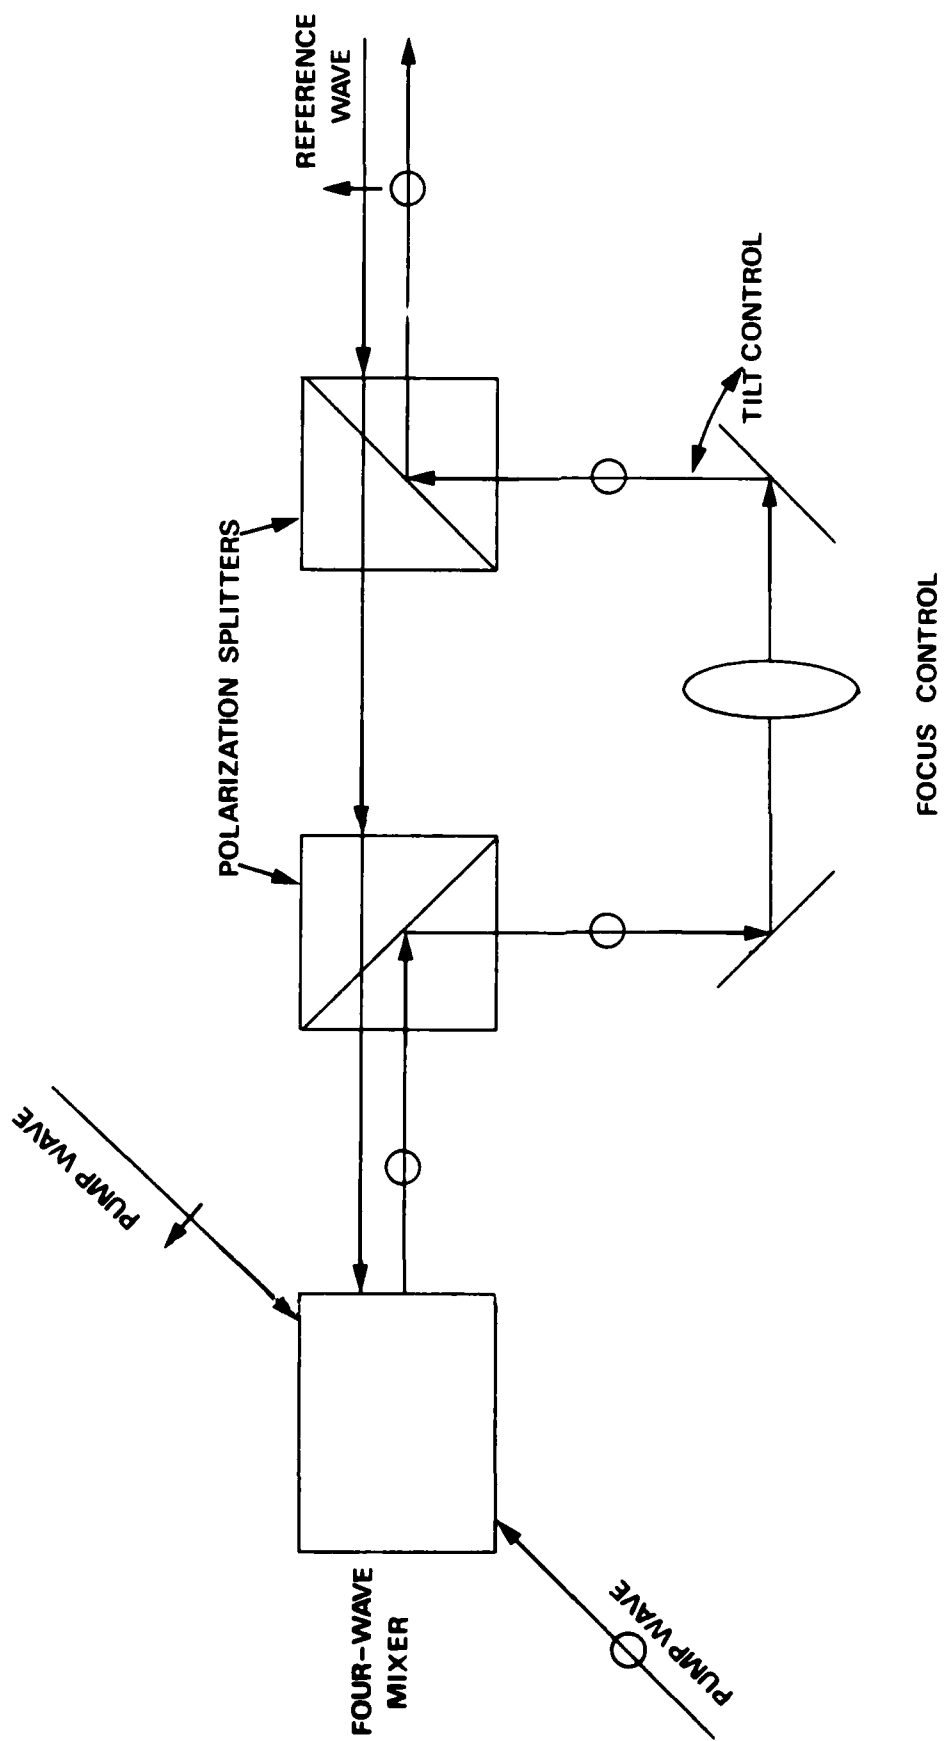 REFERENCE
WAVE
POLARIZATION SPLITTERS
TILT CONTROL
FOCUS CONTROL
PUMP WAVE
FOUR-WAVE
MIXER
PUMP WAVE